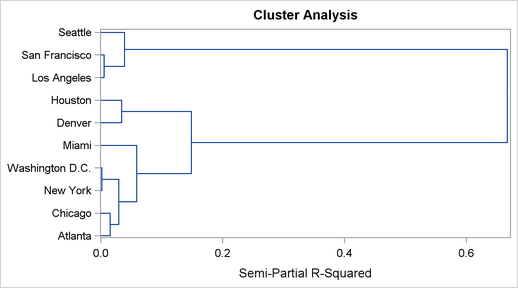 Cluster Analysis
Seattle
San Francisco
Los Angeles
Houston
Denver
Miami
Washington D.C.
New York
Chicago
Atlanta
0.0 0.2 0.4 0.6
Semi-Partial R-Squared